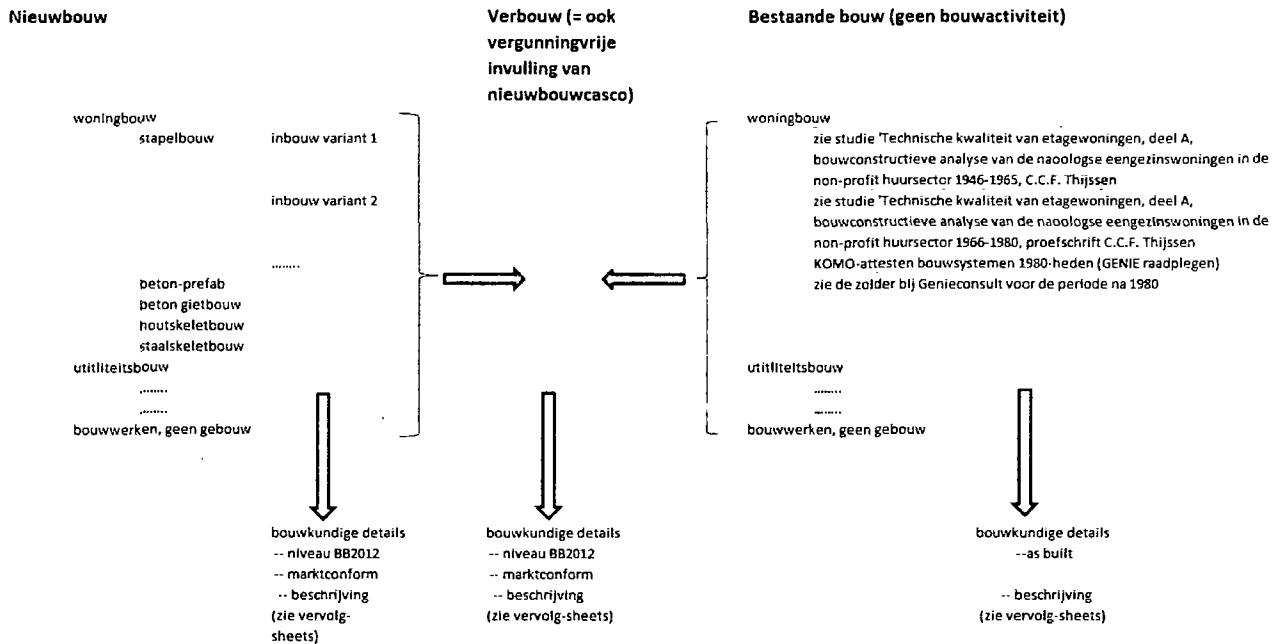 Nieuwbouw
Verbouw (= ook
vergunningvrije
invulling van
nieuwbouwcasco)
Bestaande bouw (geen bouwactiviteit)
woningbouw
stapelbouw
inbouw variant 1
inbouw variant 2
........
beton-prefab
beton gietbouw
houtskeletbouw
staalskeletbouw
utitliteitsbouw
........
........
bouwwerken, geen gebouw
woningbouw
zie studie 'Technische kwaliteit van etagewoningen, deel A,
bouwconstructieve analyse van de naoologse eengezinswoningen in de
non-profit huursector 1946-1965, C.C.F. Thijssen
zie studie 'Technische kwaliteit van etagewoningen, deel A,
bouwconstructieve analyse van de naoologse eengezinswoningen in de
non-profit huursector 1966-1980, proefschrift C.C.F. Thijssen
KOMO-attesten bouwsystemen 1980-heden (GENIE raadplegen)
zie de zolder bij Genieconsult voor de periode na 1980
utitliteitsbouw
........
........
bouwwerken, geen gebouw
bouwkundige details
-- niveau BB2012
-- marktconform
-- beschrijving
(zie vervolg-
sheets)
bouwkundige details
-- niveau BB2012
-- marktconform
-- beschrijving
(zie vervolg-sheets)
bouwkundige details
--as built
-- beschrijving
(zie vervolg-sheets)